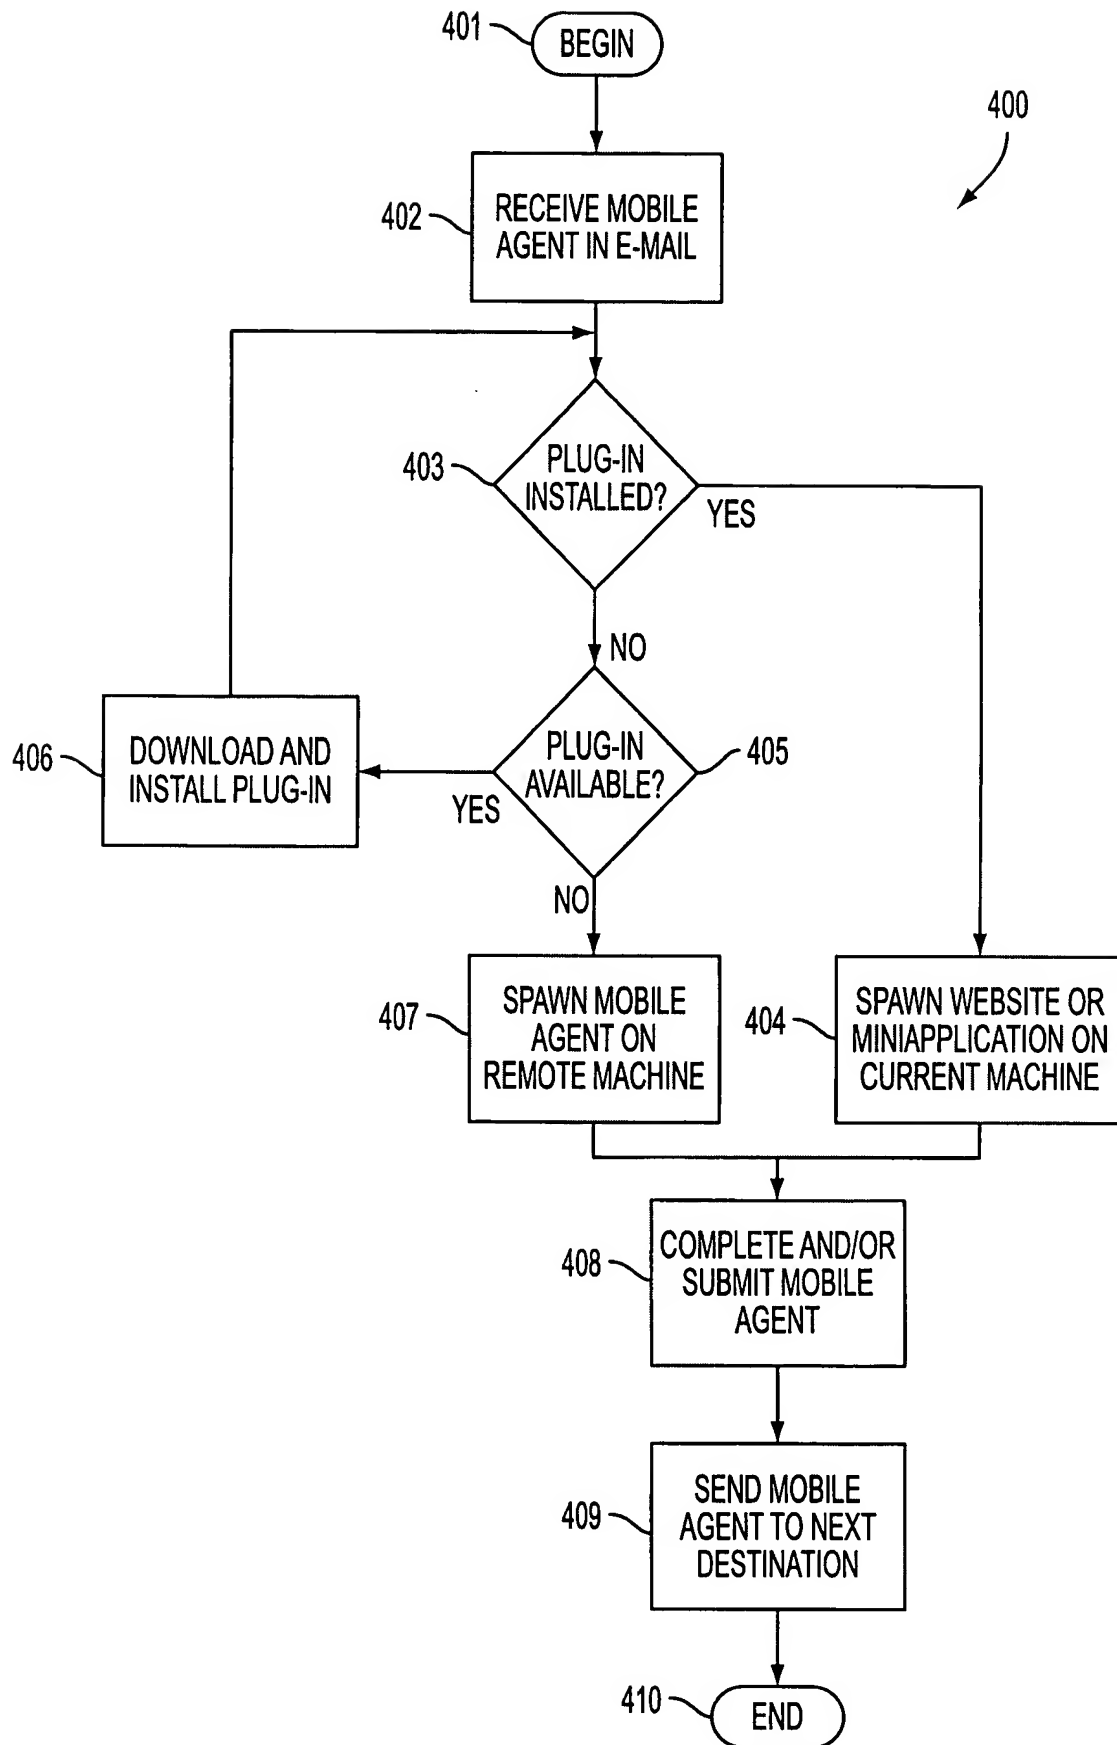 401
BEGIN
400
402
RECEIVE MOBILE
AGENT IN E-MAIL
403
PLUG-IN
INSTALLED?
YES
NO
406
DOWNLOAD AND
INSTALL PLUG-IN
YES
PLUG-IN
AVAILABLE?
405
NO
407
SPAWN MOBILE
AGENT ON
REMOTE MACHINE
404
SPAWN WEBSITE OR
MINIAPPLICATION ON
CURRENT MACHINE
408
COMPLETE AND/OR
SUBMIT MOBILE
AGENT
409
SEND MOBILE
AGENT TO NEXT
DESTINATION
410
END